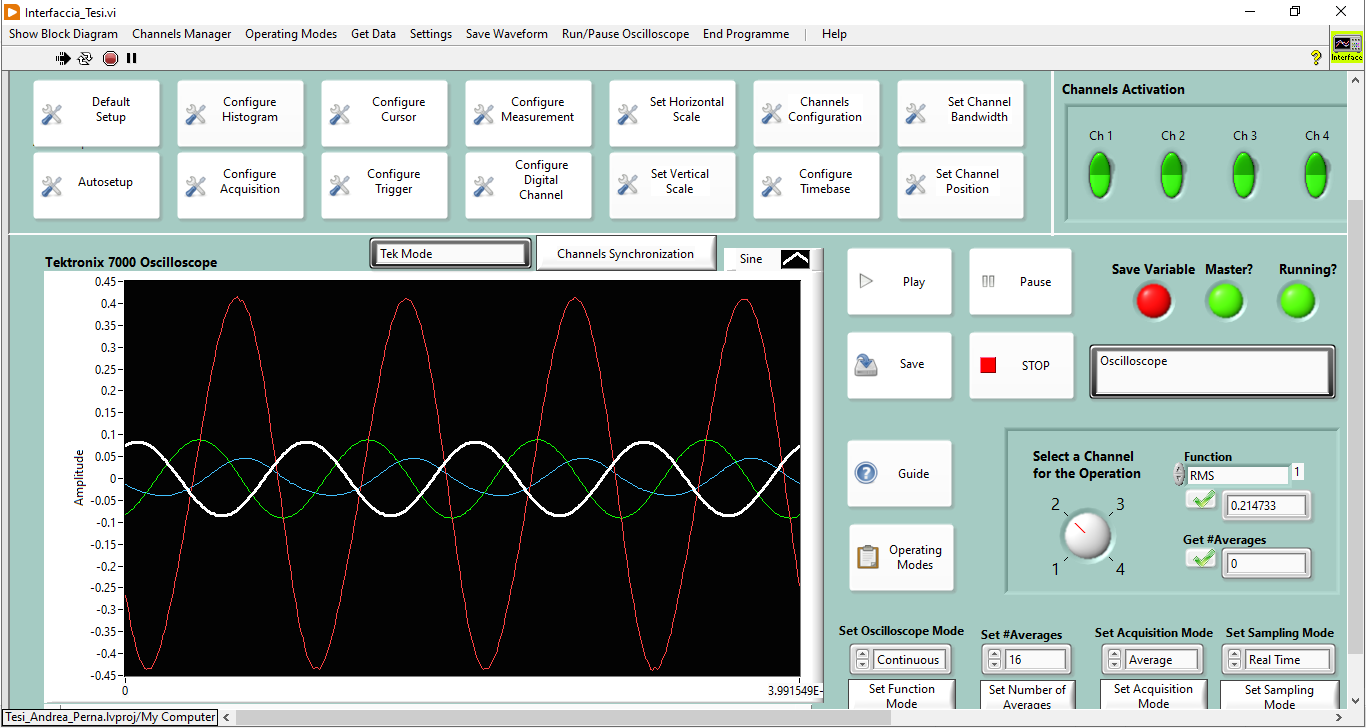 Interfaccia_Tesi.vi
Show Block Diagram Channels Manager Operating Modes Get Data Settings Save Waveform Run/Pause Oscilloscope End Programme Help
Interface
Default
Setup
Configure
Histogram
Configure
Cursor
Configure
Measurement
Set Horizontal
Scale
Channels
Configuration
Set Channel
Bandwidth
Autosetup
Configure
Acquisition
Configure
Trigger
Configure
Digital
Channel
Set Vertical
Scale
Configure
Timebase
Set Channel
Position
Channels Activation
Ch 1 Ch 2 Ch 3 Ch 4
Tektronix 7000 Oscilloscope
Tek Mode
Channels Synchronization
Sine
Amplitude
0.45
0.4
0.35
0.3
0.25
0.2
0.15
0.1
0.05
0
-0.05
-0.1
-0.15
-0.2
-0.25
-0.3
-0.35
-0.4
-0.45
0 3.991549E-
Play
Pause
Save Variable Master? Running?
Save
STOP
Oscilloscope
Guide
Operating
Modes
Select a Channel
for the Operation
2 3
1 4
Function
RMS 1
0.214733
Get #Averages
0
Set Oscilloscope Mode
Continuous
Set Function
Mode
Set #Averages
16
Set Number of
Averages
Set Acquisition Mode
Average
Set Acquisition
Mode
Set Sampling Mode
Real Time
Set Sampling
Mode
Tesi_Andrea_Perna.lvproj/My Computer